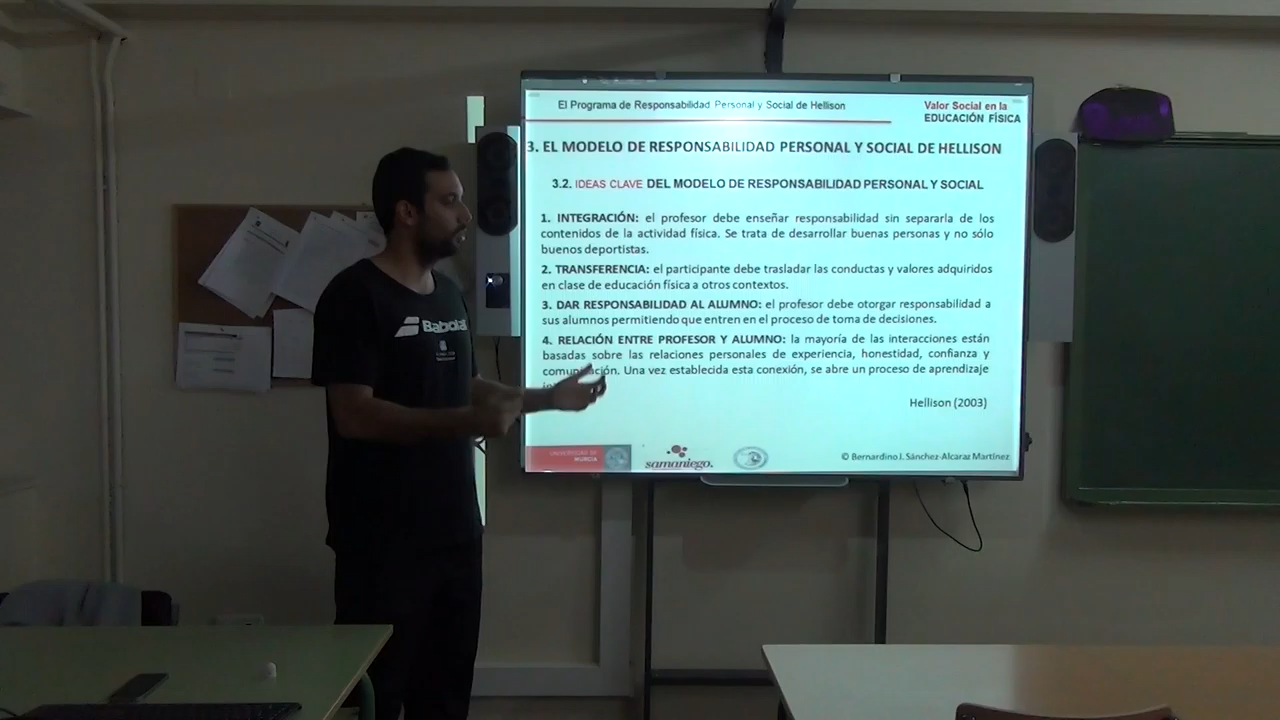 El Programa de Responsabilidad Personal y Social de Hellison
Valor Social en la
EDUCACIÓN FÍSICA
3. EL MODELO DE RESPONSABILIDAD PERSONAL Y SOCIAL DE HELLISON
3.2. IDEAS CLAVE DEL MODELO DE RESPONSABILIDAD PERSONAL Y SOCIAL
1. INTEGRACIÓN: el profesor debe enseñar responsabilidad sin separarla de los
contenidos de la actividad física. Se trata de desarrollar buenas personas y no sólo
buenos deportistas.
2. TRANSFERENCIA: el participante debe trasladar las conductas y valores adquiridos
en clase de educación física a otros contextos.
3. DAR RESPONSABILIDAD AL ALUMNO: el profesor debe otorgar responsabilidad a
sus alumnos permitiendo que entren en el proceso de toma de decisiones.
4. RELACIÓN ENTRE PROFESOR Y ALUMNO: la mayoría de las interacciones están
basadas sobre las relaciones personales de experiencia, honestidad, confianza y
comunicación. Una vez establecida esta conexión, se abre un proceso de aprendizaje
Hellison (2003)
UNIVERSIDAD DE
MURCIA
samaniego.
© Bernardino J. Sánchez-Alcaraz Martínez
Babolat